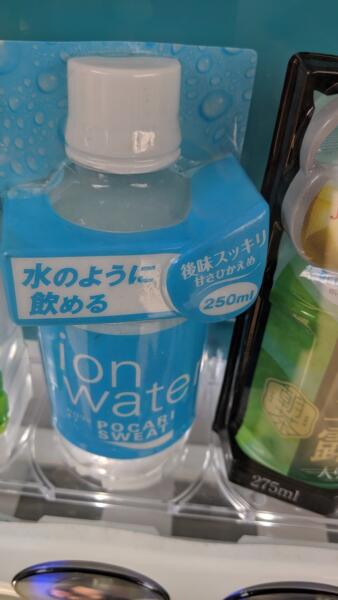 水のように
飲める
後味スッキリ
甘さひかえめ
250ml
ion
wate
POCARI
SWEAT
275ml